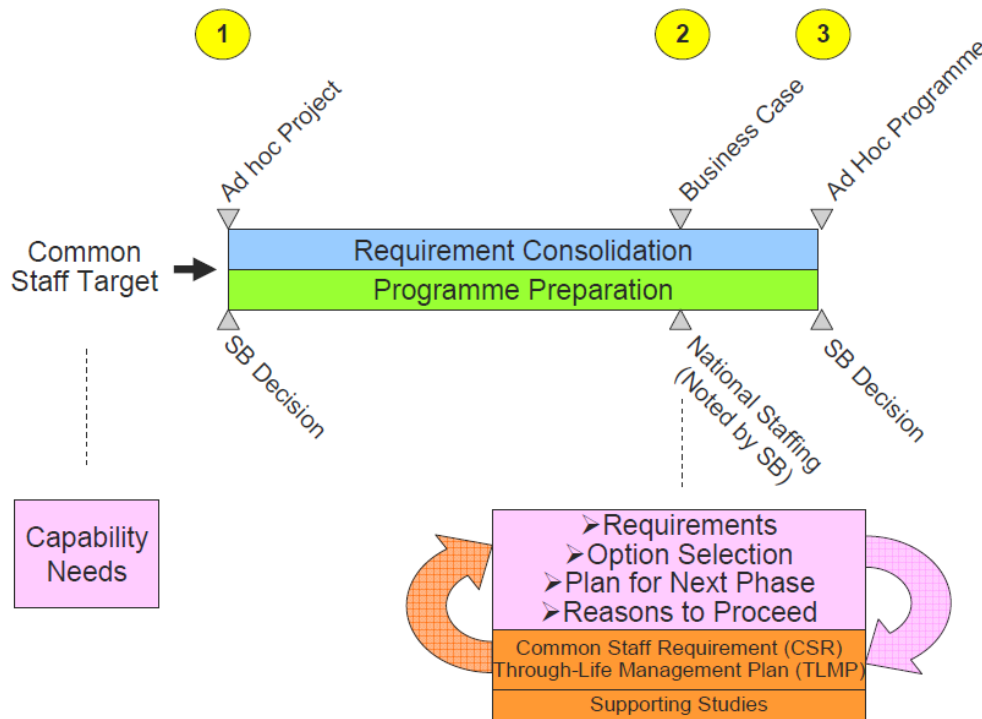 1
2
3
Ad hoc Project
Business Case
Ad Hoc Programme
Common
Staff Target
Requirement Consolidation
Programme Preparation
SB Decision
National Staffing
(Noted by SB)
SB Decision
Capability
Needs
➢Requirements
➢Option Selection
➢Plan for Next Phase
➢Reasons to Proceed
Common Staff Requirement (CSR)
Through-Life Management Plan (TLMP)
Supporting Studies